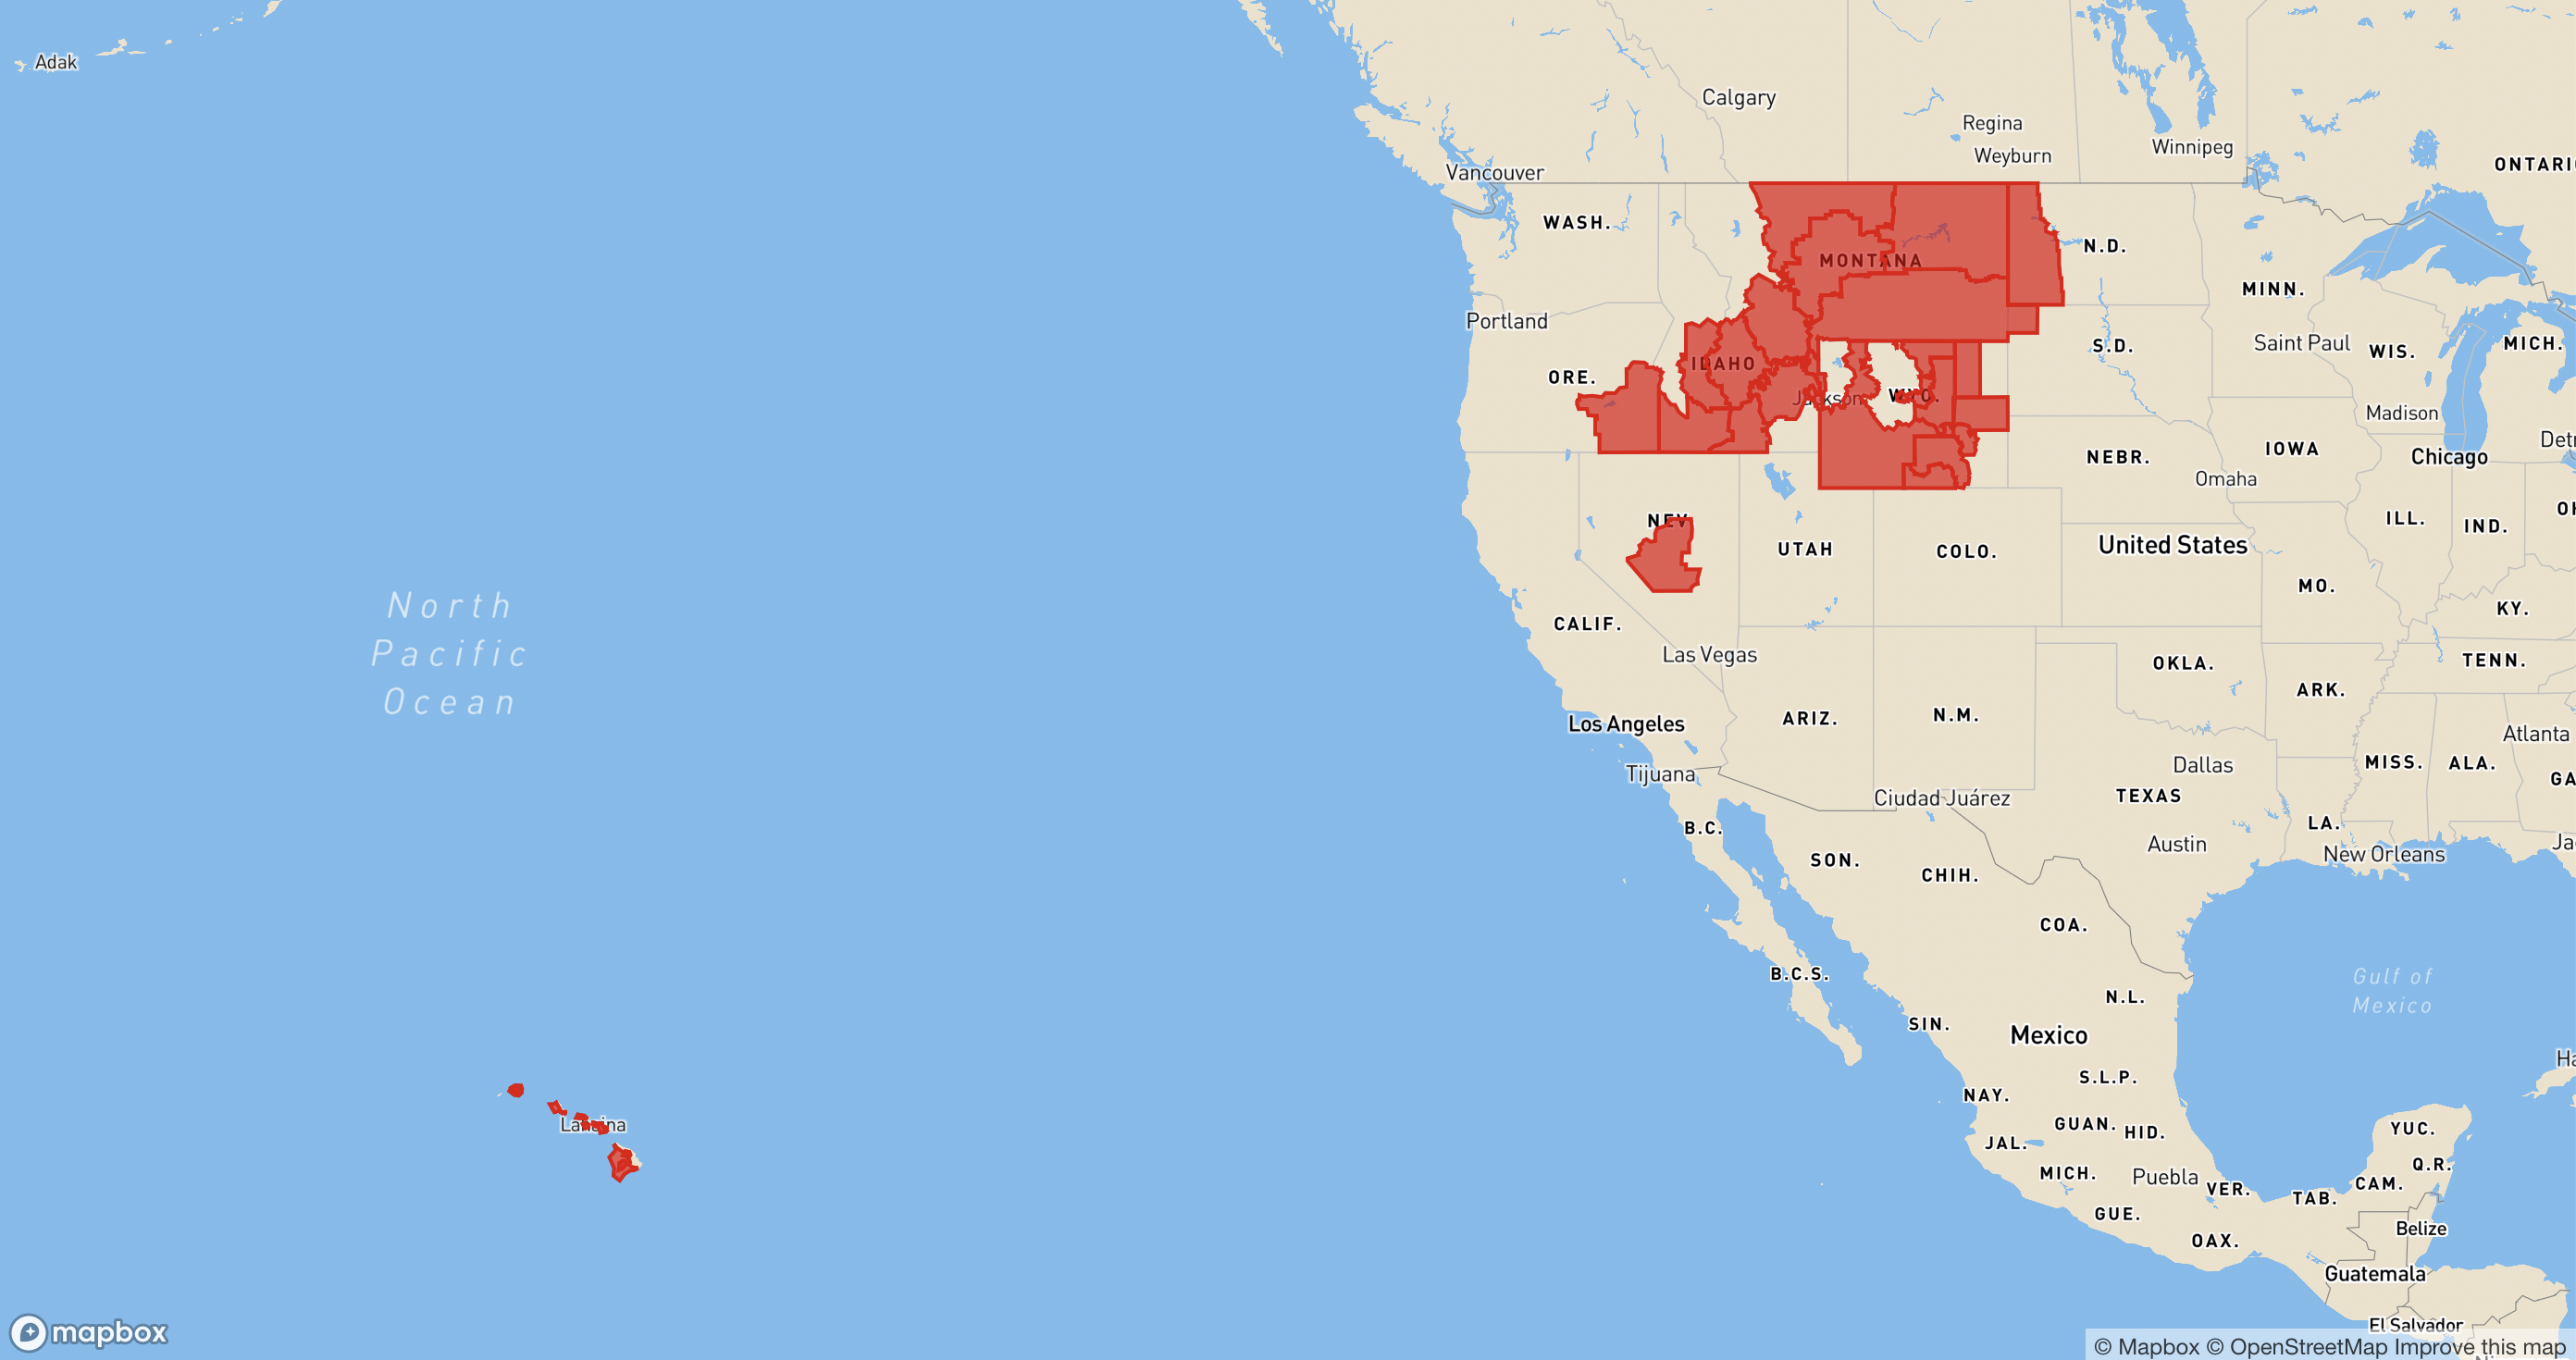 Adak
Calgary
Regina
Weyburn
Winnipeg
ONTARI
Vancouver
WASH.
N.D.
MONTANA
MINN.
Portland
Saint Paul
MICH.
WIS.
S.D.
IDAHO
ORE.
Jackson
WYO.
Madison
Det
IOWA
NEBR.
Chicago
Omaha
NEV.
ILL.
IND.
OH
UTAH
COLO.
United States
MO.
KY.
North
Pacific
Ocean
CALIF.
Las Vegas
OKLA.
TENN.
ARK.
Los Angeles
ARIZ.
N.M.
Atlanta
Tijuana
Dallas
MISS.
ALA.
GA
Ciudad Juárez
TEXAS
B.C.
LA.
Austin
New Orleans
Ja
SON.
CHIH.
COA.
B.C.S.
Gulf of
Mexico
N.L.
SIN.
Mexico
Ha
S.L.P.
NAY.
Lahaina
GUAN.
HID.
YUC.
JAL.
Q.R.
MICH.
Puebla
VER.
TAB.
CAM.
GUE.
Belize
OAX.
Guatemala
El Salvador
mapbox
© Mapbox © OpenStreetMap Improve this map